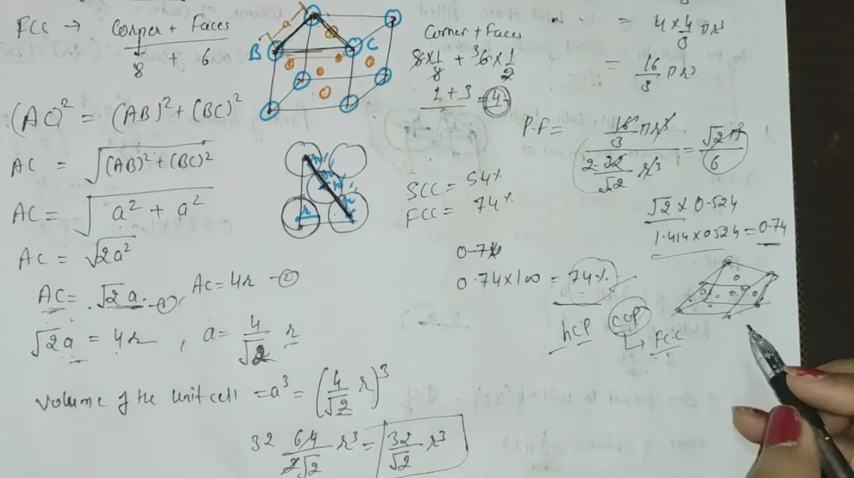 FCC → Corner + Faces
8 + 6
a
B
C
(AC)² = (AB)² + (BC)²
AC = √(AB)² + (BC)²
AC = √a² + a²
AC = √2a²
AC = √2 a. — ①
AC = 4r — ②
√2a = 4r , a = 4/√2 r
Volume of the unit cell = a³ = (4/√2 r)³
32 64/2√2 r³ = 32/√2 r³
Corner + Faces
8 × 1/8 + 6 3 × 1/2
1 + 3 = 4
SCC = 54%
FCC = 74%
0.74
0.74 × 100 = 74%
= 4 × 4/3 πr³
= 16/3 πr³
P.F = 16/3 πr³ / 32/√2 r³ = √2 π/6
√2 × 0.524
1.414 × 0.524 = 0.74
hcp CCP
↳ FCC